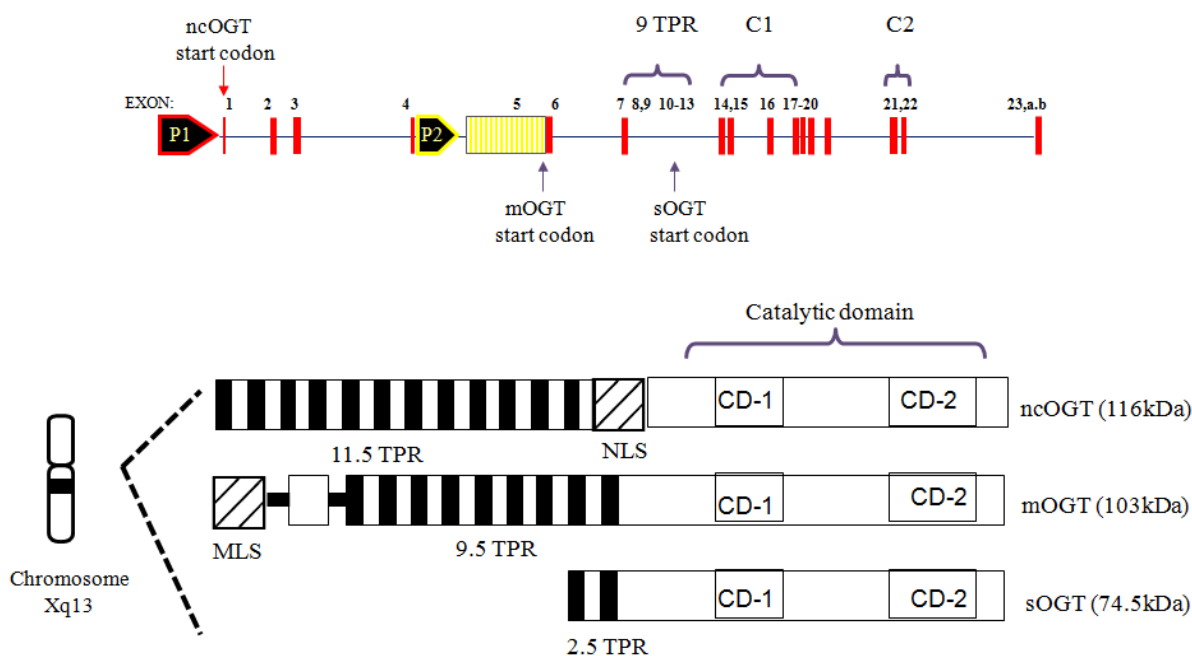 ncOGT
start codon
9 TPR
C1
C2
EXON:
1
2
3
4
5
6
7
8,9
10-13
14,15
16
17-20
21,22
23,a.b
P1
P2
mOGT
start codon
sOGT
start codon
Catalytic domain
CD-1
CD-2
ncOGT (116kDa)
11.5 TPR
NLS
CD-1
CD-2
mOGT (103kDa)
MLS
9.5 TPR
Chromosome
Xq13
CD-1
CD-2
sOGT (74.5kDa)
2.5 TPR